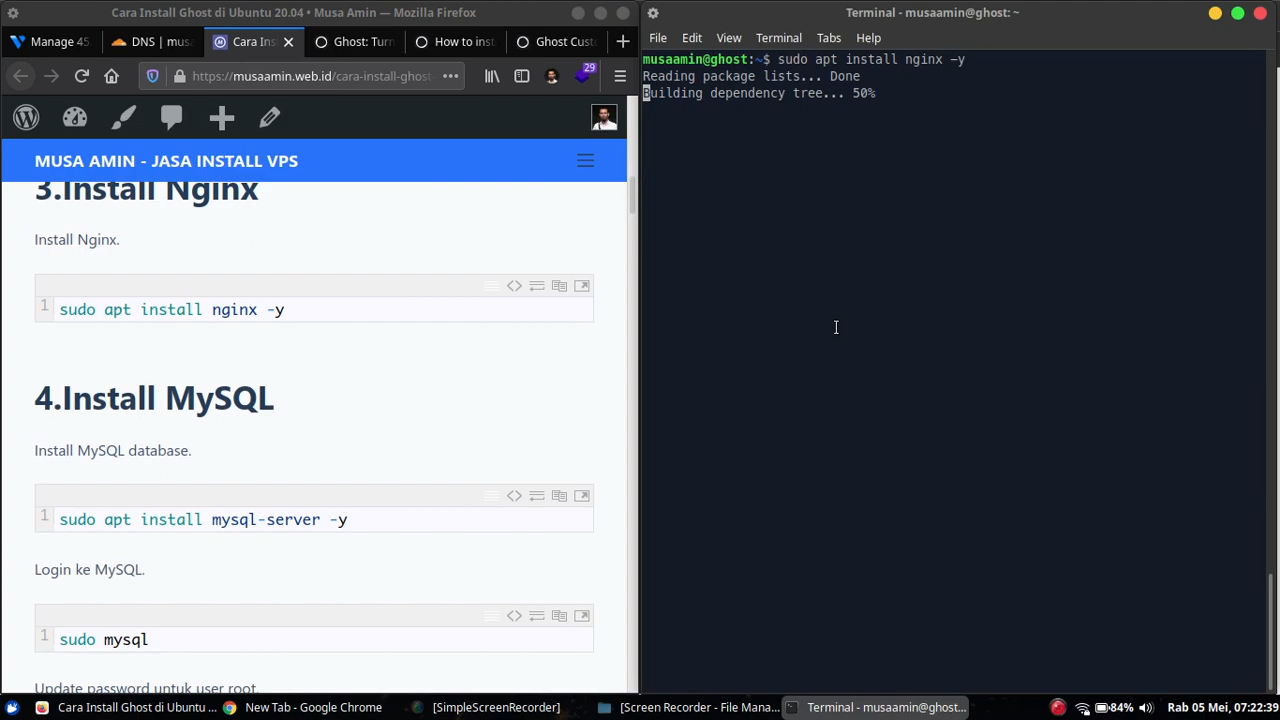 Cara Install Ghost di Ubuntu 20.04 • Musa Amin — Mozilla Firefox
Manage 45
DNS | mus
Cara Ins
Ghost: Turn
How to inst
Ghost Cust
https://musaamin.web.id/cara-install-ghost-
29
MUSA AMIN - JASA INSTALL VPS
3.Install Nginx
Install Nginx.
1 sudo apt install nginx -y
4.Install MySQL
Install MySQL database.
1 sudo apt install mysql-server -y
Login ke MySQL.
1 sudo mysql
Update password untuk user root.
Terminal - musaamin@ghost: ~
File Edit View Terminal Tabs Help
musaamin@ghost:~$ sudo apt install nginx -y
Reading package lists... Done
Building dependency tree... 50%
Cara Install Ghost di Ubuntu ...
New Tab - Google Chrome
[SimpleScreenRecorder]
[Screen Recorder - File Mana...
Terminal - musaamin@ghost...
84%
Rab 05 Mei, 07:22:39